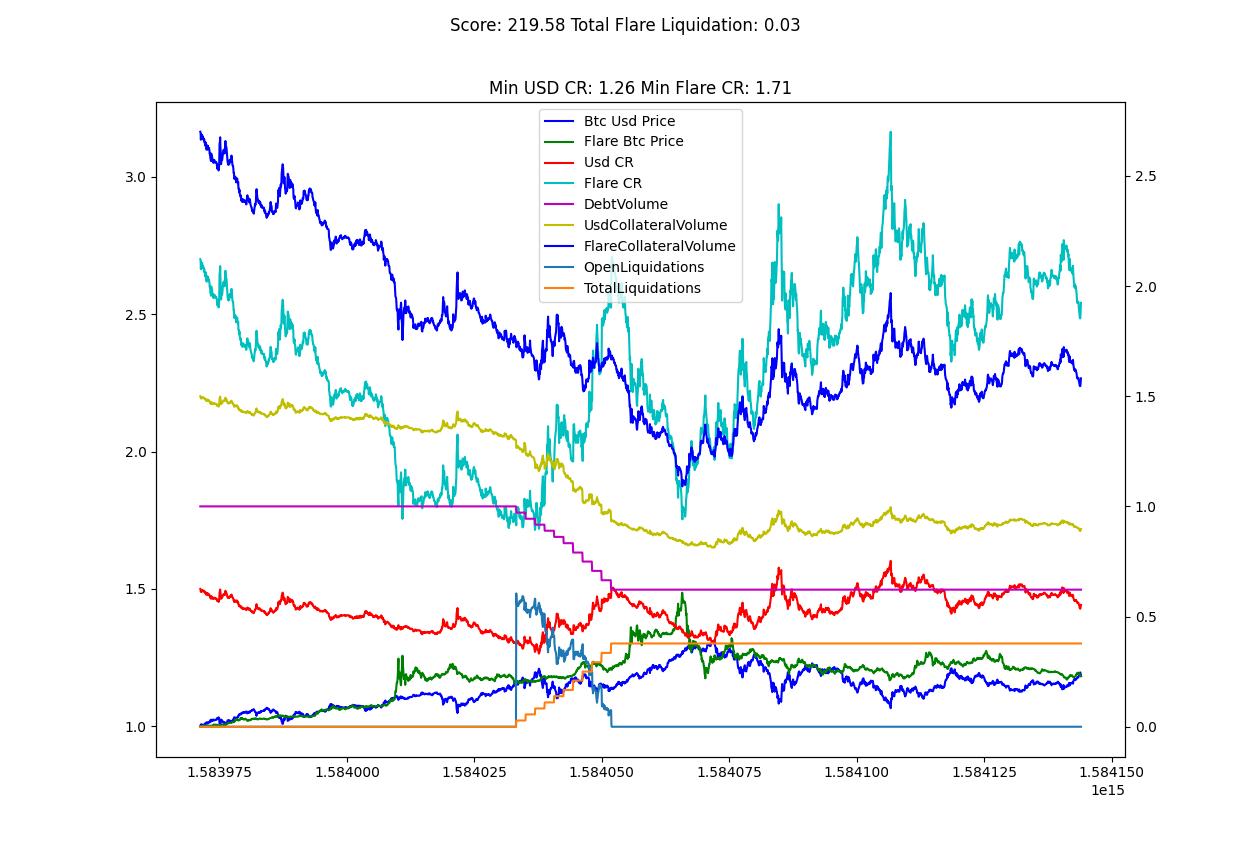 Score: 219.58 Total Flare Liquidation: 0.03
Min USD CR: 1.26 Min Flare CR: 1.71
Btc Usd Price
Flare Btc Price
Usd CR
Flare CR
DebtVolume
UsdCollateralVolume
FlareCollateralVolume
OpenLiquidations
TotalLiquidations
3.0
2.5
2.0
1.5
1.0
2.5
2.0
1.5
1.0
0.5
0.0
1.583975 1.584000 1.584025 1.584050 1.584075 1.584100 1.584125 1.584150
1e15